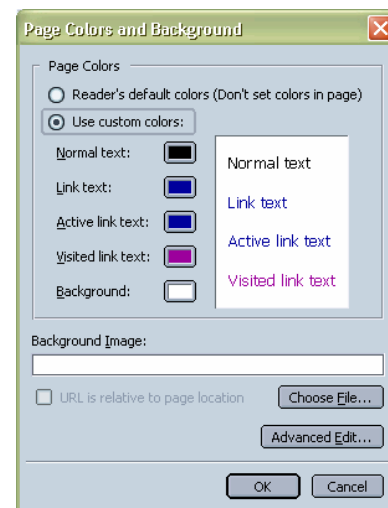 Page Colors and Background
Page Colors
Reader's default colors (Don't set colors in page)
Use custom colors:
Normal text:
Link text:
Active link text:
Visited link text:
Background:
Normal text
Link text
Active link text
Visited link text
Background Image:
URL is relative to page location
Choose File...
Advanced Edit...
OK Cancel